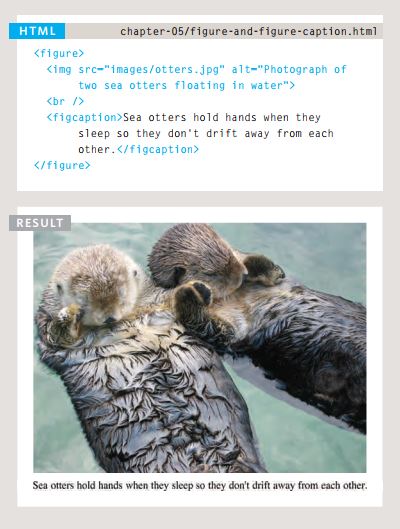 HTML
chapter-05/figure-and-figure-caption.html
<figure>
<img src="images/otters.jpg" alt="Photograph of
two sea otters floating in water">
<br />
<figcaption>Sea otters hold hands when they
sleep so they don't drift away from each
other.</figcaption>
</figure>
RESULT
Sea otters hold hands when they sleep so they don't drift away from each other.